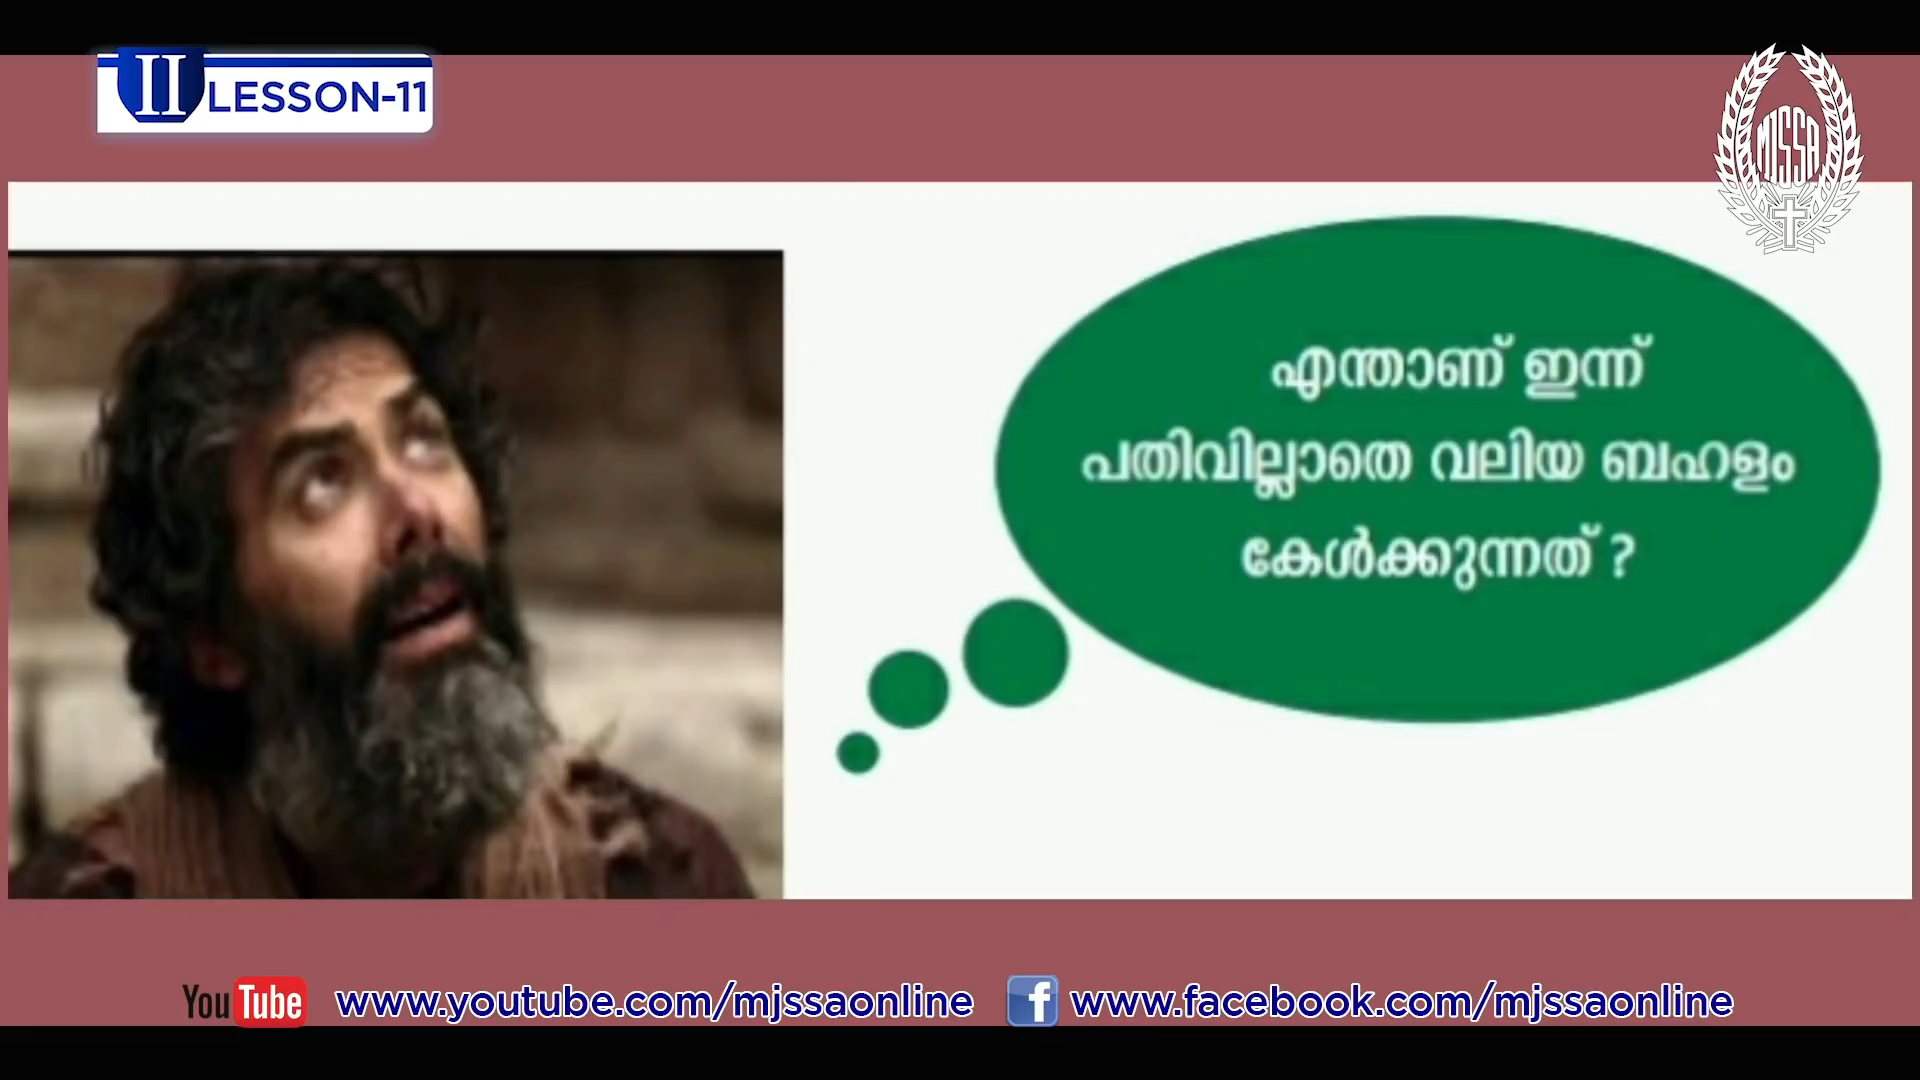 II LESSON-11
MJSSA
എന്താണ് ഇന്ന്
പതിവില്ലാതെ വലിയ ബഹളം
കേൾക്കുന്നത് ?
YouTube www.youtube.com/mjssaonline f www.facebook.com/mjssaonline